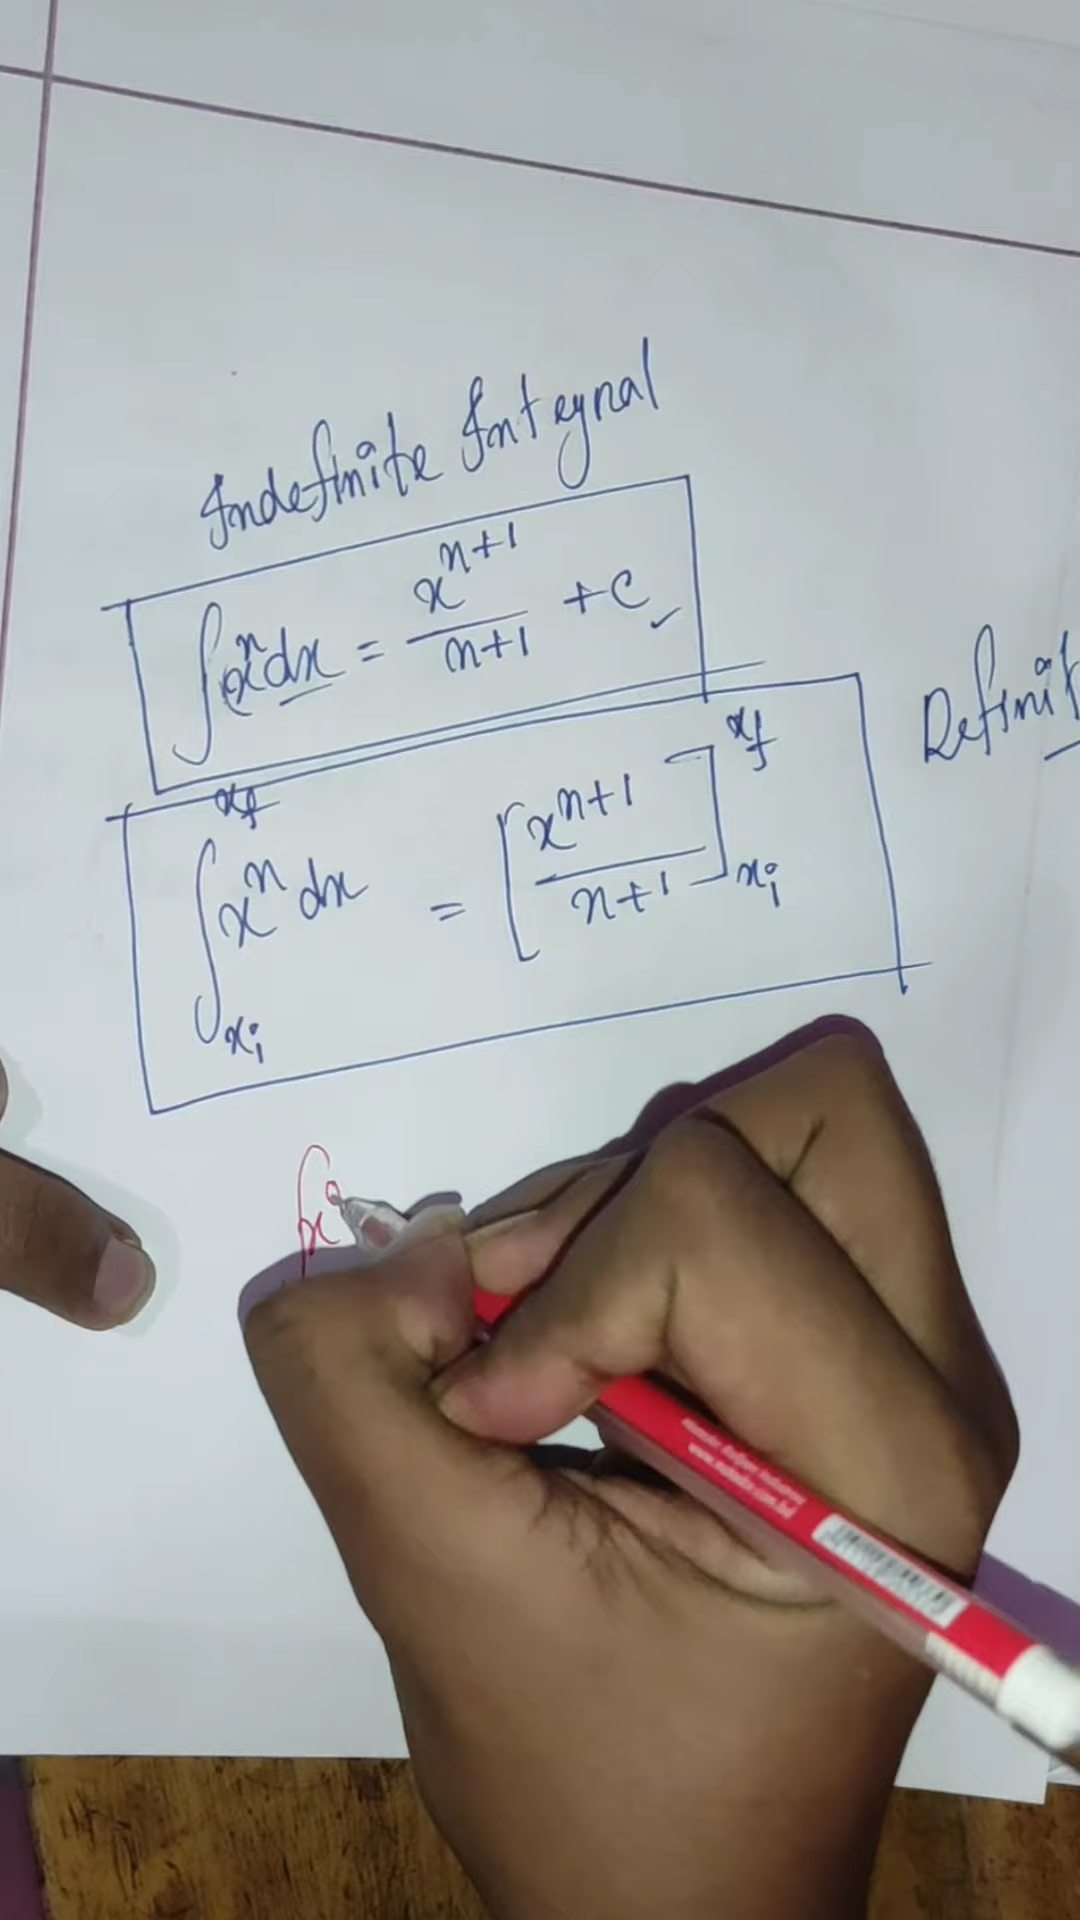 Indefinite Integral
∫xⁿdx = xⁿ⁺¹/n+1 + C
Definit
∫xⁿ dx = [xⁿ⁺¹/n+1]
xf
xi
xf
xi
∫x